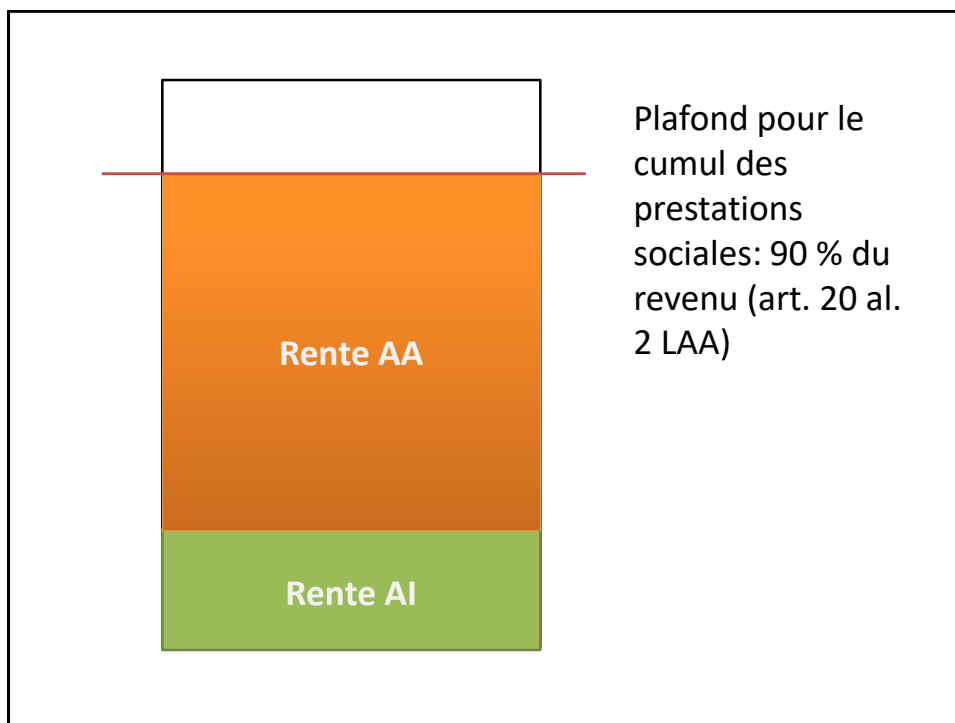 Plafond pour le
cumul des
prestations
sociales: 90 % du
revenu (art. 20 al.
2 LAA)
Rente AA
Rente AI